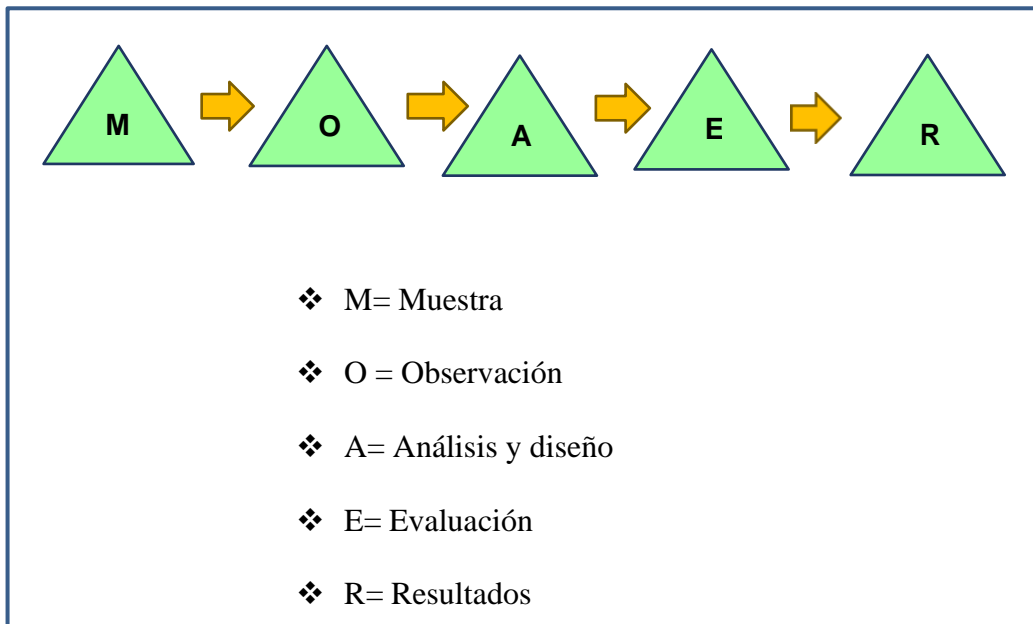 M O A E R
❖ M= Muestra
❖ O = Observación
❖ A= Análisis y diseño
❖ E= Evaluación
❖ R= Resultados